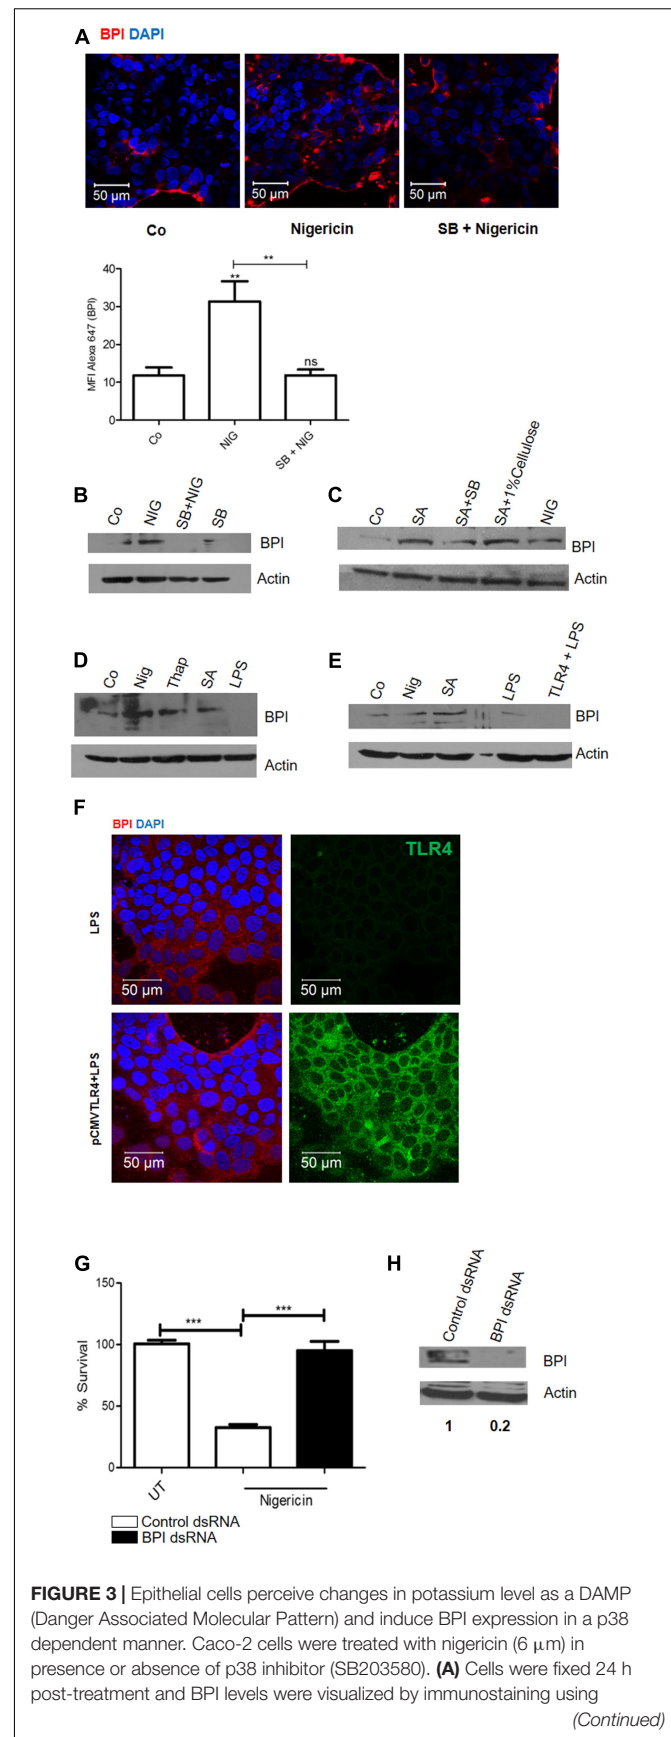 A BPI DAPI
50 µm
50 µm
50 µm
Co
Nigericin
SB + Nigericin
MFI Alexa 647 (BPI)
40
30
20
10
0
**
**
ns
Co
NIG
SB + NIG
B
Co
NIG
SB+NIG
SB
BPI
Actin
C
Co
SA
SA+SB
SA+1%Cellulose
NIG
BPI
Actin
D
Co
Nig
Thap
SA
LPS
BPI
Actin
E
Co
Nig
SA
LPS
TLR4 + LPS
BPI
Actin
F
BPI DAPI
TLR4
LPS
50 µm
50 µm
pCMVTLR4+LPS
50 µm
50 µm
G
% Survival
150
100
50
0
***
***
UT
Nigericin
Control dsRNA
BPI dsRNA
H
Control dsRNA
BPI dsRNA
BPI
Actin
1
0.2
FIGURE 3 | Epithelial cells perceive changes in potassium level as a DAMP
(Danger Associated Molecular Pattern) and induce BPI expression in a p38
dependent manner. Caco-2 cells were treated with nigericin (6 µm) in
presence or absence of p38 inhibitor (SB203580). (A) Cells were fixed 24 h
post-treatment and BPI levels were visualized by immunostaining using
(Continued)